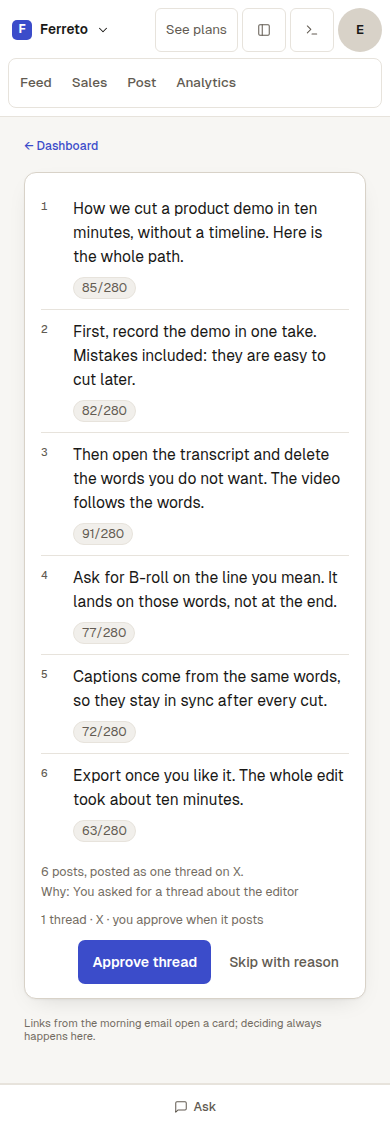 F Ferreto
See plans
E
Feed Sales Post Analytics
← Dashboard
1 How we cut a product demo in ten
minutes, without a timeline. Here is
the whole path.
85/280
2 First, record the demo in one take.
Mistakes included: they are easy to
cut later.
82/280
3 Then open the transcript and delete
the words you do not want. The video
follows the words.
91/280
4 Ask for B-roll on the line you mean. It
lands on those words, not at the end.
77/280
5 Captions come from the same words,
so they stay in sync after every cut.
72/280
6 Export once you like it. The whole edit
took about ten minutes.
63/280
6 posts, posted as one thread on X.
Why: You asked for a thread about the editor
1 thread · X · you approve when it posts
Approve thread Skip with reason
Links from the morning email open a card; deciding always
happens here.
Ask